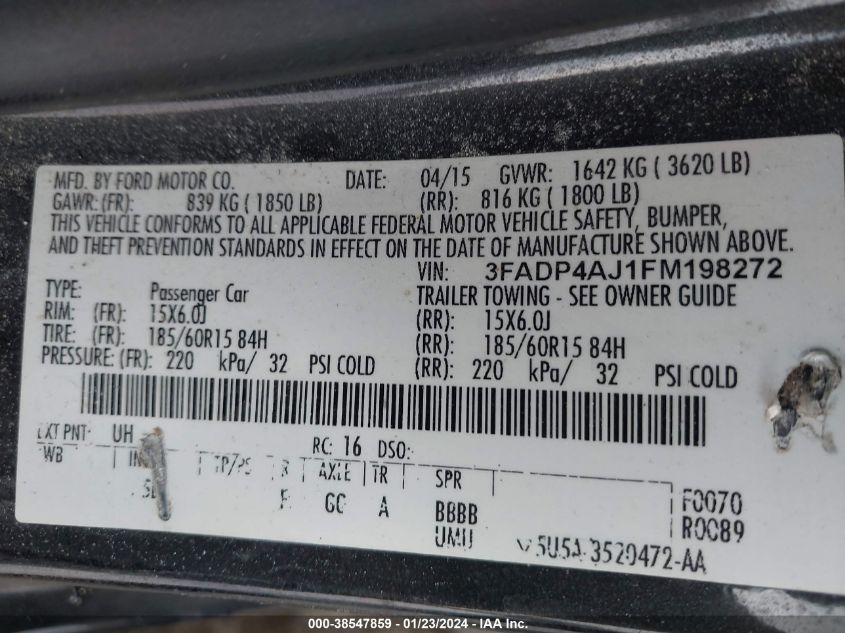 MFD. BY FORD MOTOR CO. DATE: 04/15 GVWR: 1642 KG ( 3620 LB)
GAWR:(FR): 839 KG ( 1850 LB) (RR): 816 KG ( 1800 LB)
THIS VEHICLE CONFORMS TO ALL APPLICABLE FEDERAL MOTOR VEHICLE SAFETY, BUMPER,
AND THEFT PREVENTION STANDARDS IN EFFECT ON THE DATE OF MANUFACTURE SHOWN ABOVE.
VIN: 3FADP4AJ1FM198272
TYPE: Passenger Car TRAILER TOWING - SEE OWNER GUIDE
RIM: (FR): 15X6.0J (RR): 15X6.0J
TIRE: (FR): 185/60R15 84H (RR): 185/60R15 84H
PRESSURE: (FR): 220 kPa/ 32 PSI COLD (RR): 220 kPa/ 32 PSI COLD
EXT PNT: UH RC: 16 DSO:
WB TP/PS R AXLE TR SPR
GC A BBBB F0070
UMU R0C89
5U5A-3520472-AA
000-38547859 - 01/23/2024 - IAA Inc.